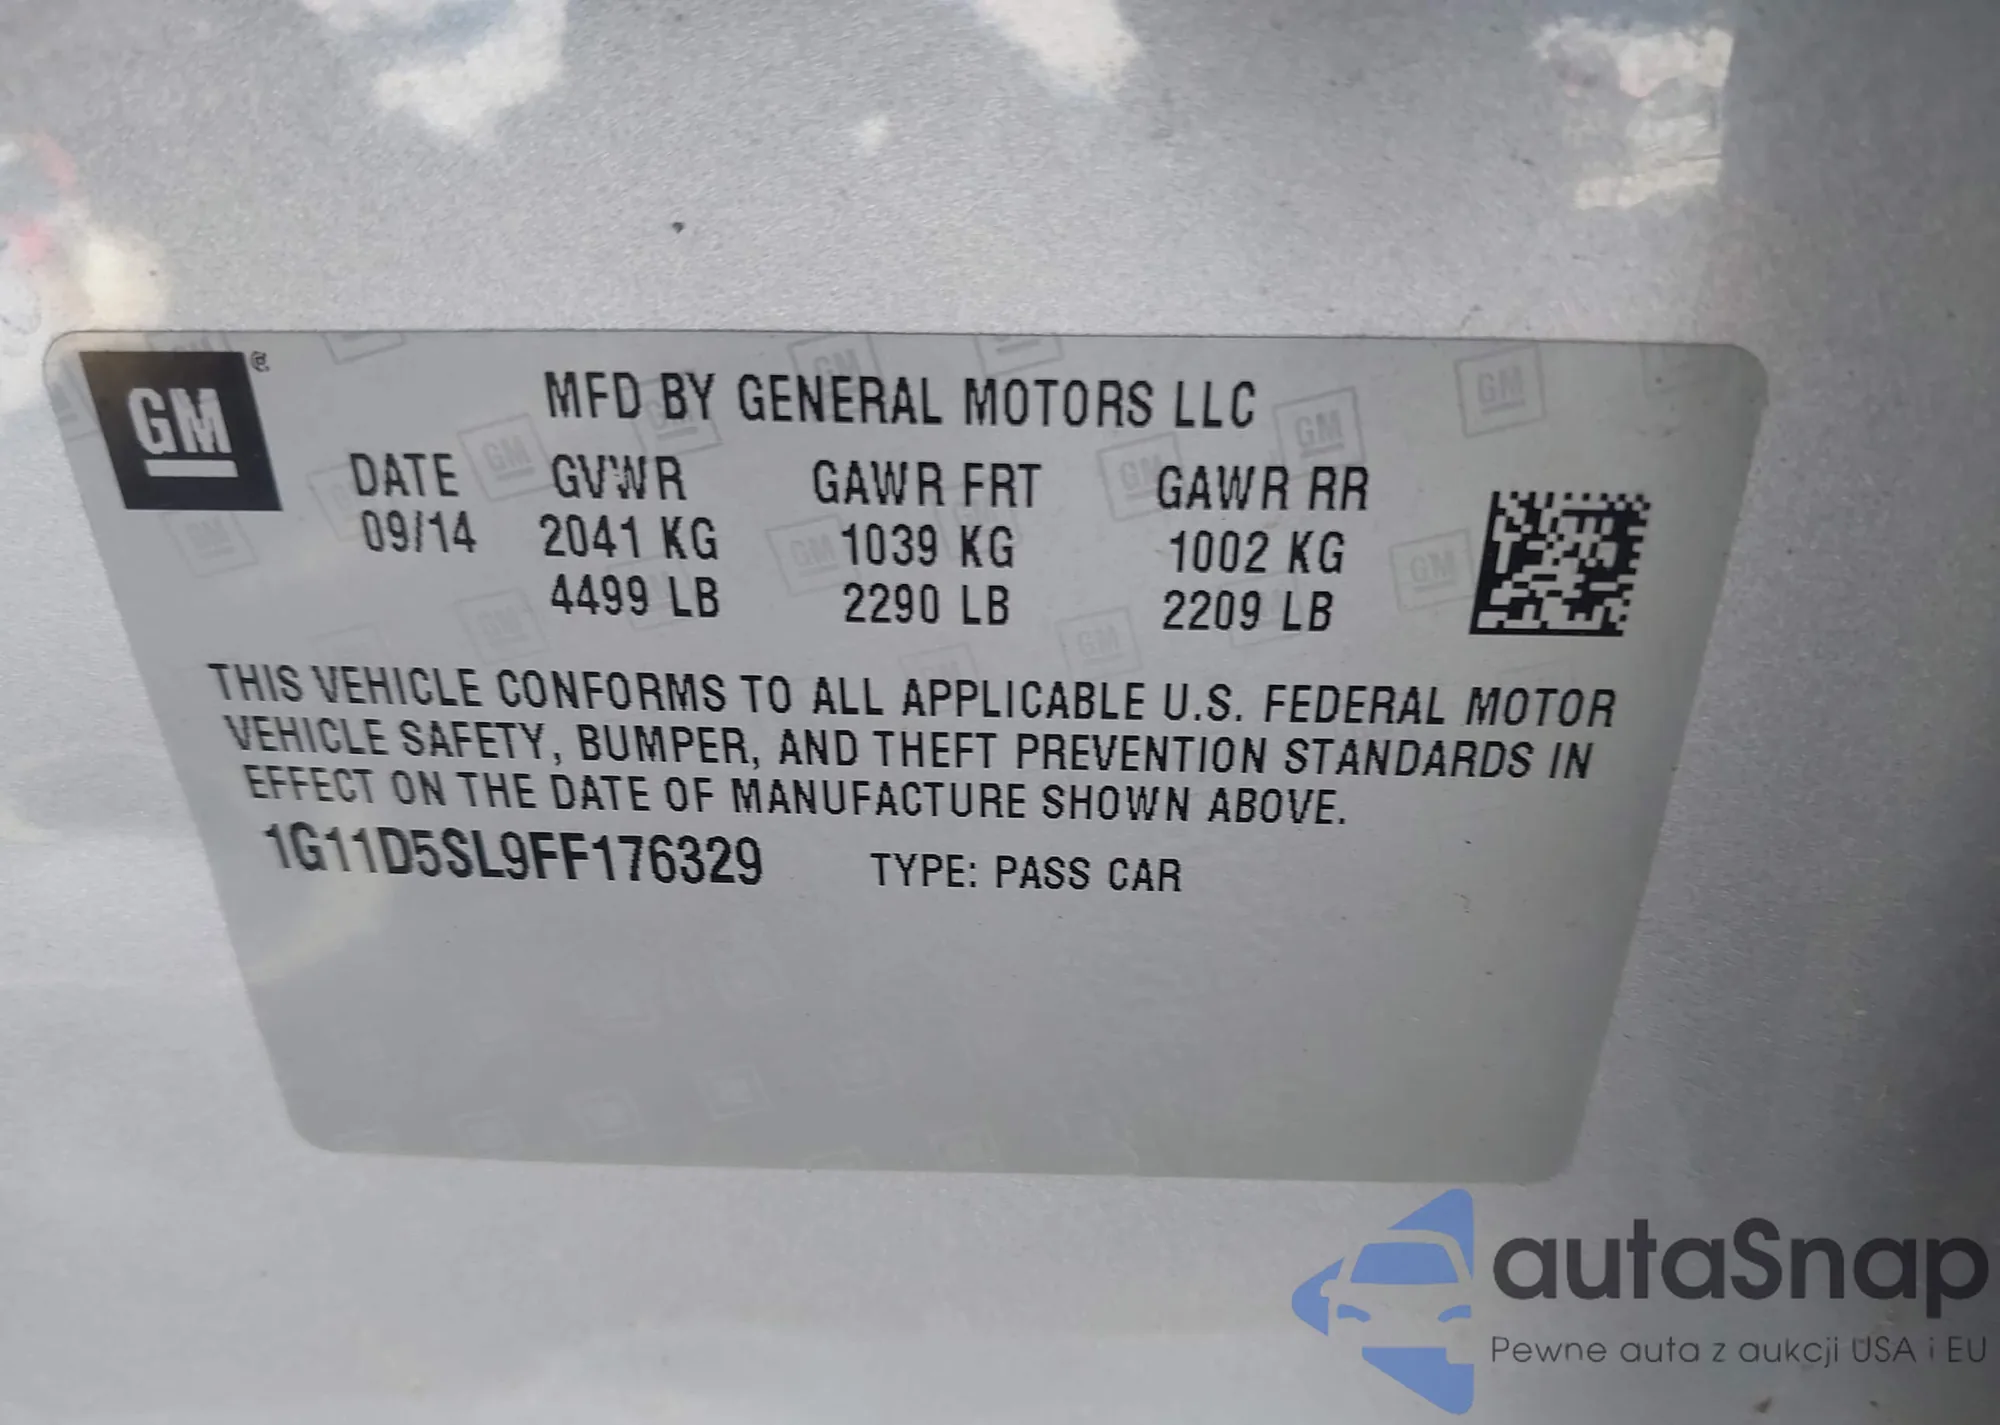 GM
MFD BY GENERAL MOTORS LLC
DATE GVWR GAWR FRT GAWR RR
09/14 2041 KG 1039 KG 1002 KG
4499 LB 2290 LB 2209 LB
THIS VEHICLE CONFORMS TO ALL APPLICABLE U.S. FEDERAL MOTOR
VEHICLE SAFETY, BUMPER, AND THEFT PREVENTION STANDARDS IN
EFFECT ON THE DATE OF MANUFACTURE SHOWN ABOVE.
1G11D5SL9FF176329 TYPE: PASS CAR
autaSnap
Pewne auta z aukcji USA i EU